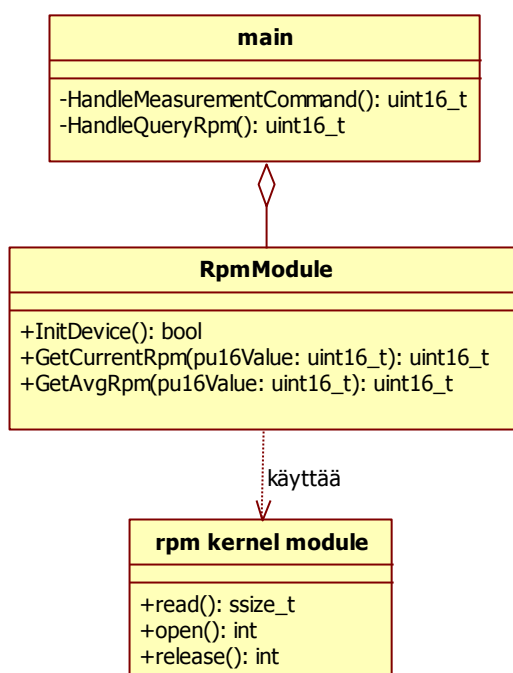 main
-HandleMeasurementCommand(): uint16_t
-HandleQueryRpm(): uint16_t
RpmModule
+InitDevice(): bool
+GetCurrentRpm(pu16Value: uint16_t): uint16_t
+GetAvgRpm(pu16Value: uint16_t): uint16_t
käyttää
rpm kernel module
+read(): ssize_t
+open(): int
+release(): int